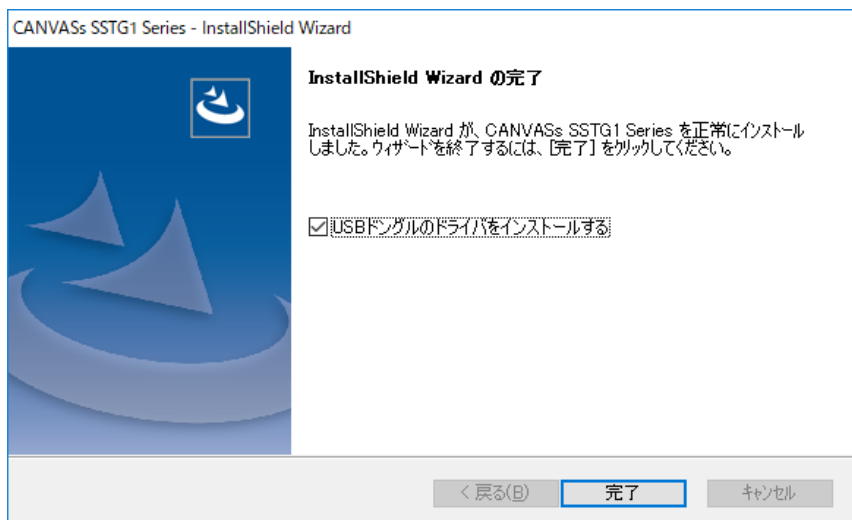 CANVASs SSTG1 Series - InstallShield Wizard
InstallShield Wizard の完了
InstallShield Wizard が、CANVASs SSTG1 Series を正常にインストール
しました。ウィザードを終了するには、[完了] をクリックしてください。
USBドングルのドライバをインストールする
< 戻る(B)
完了
キャンセル